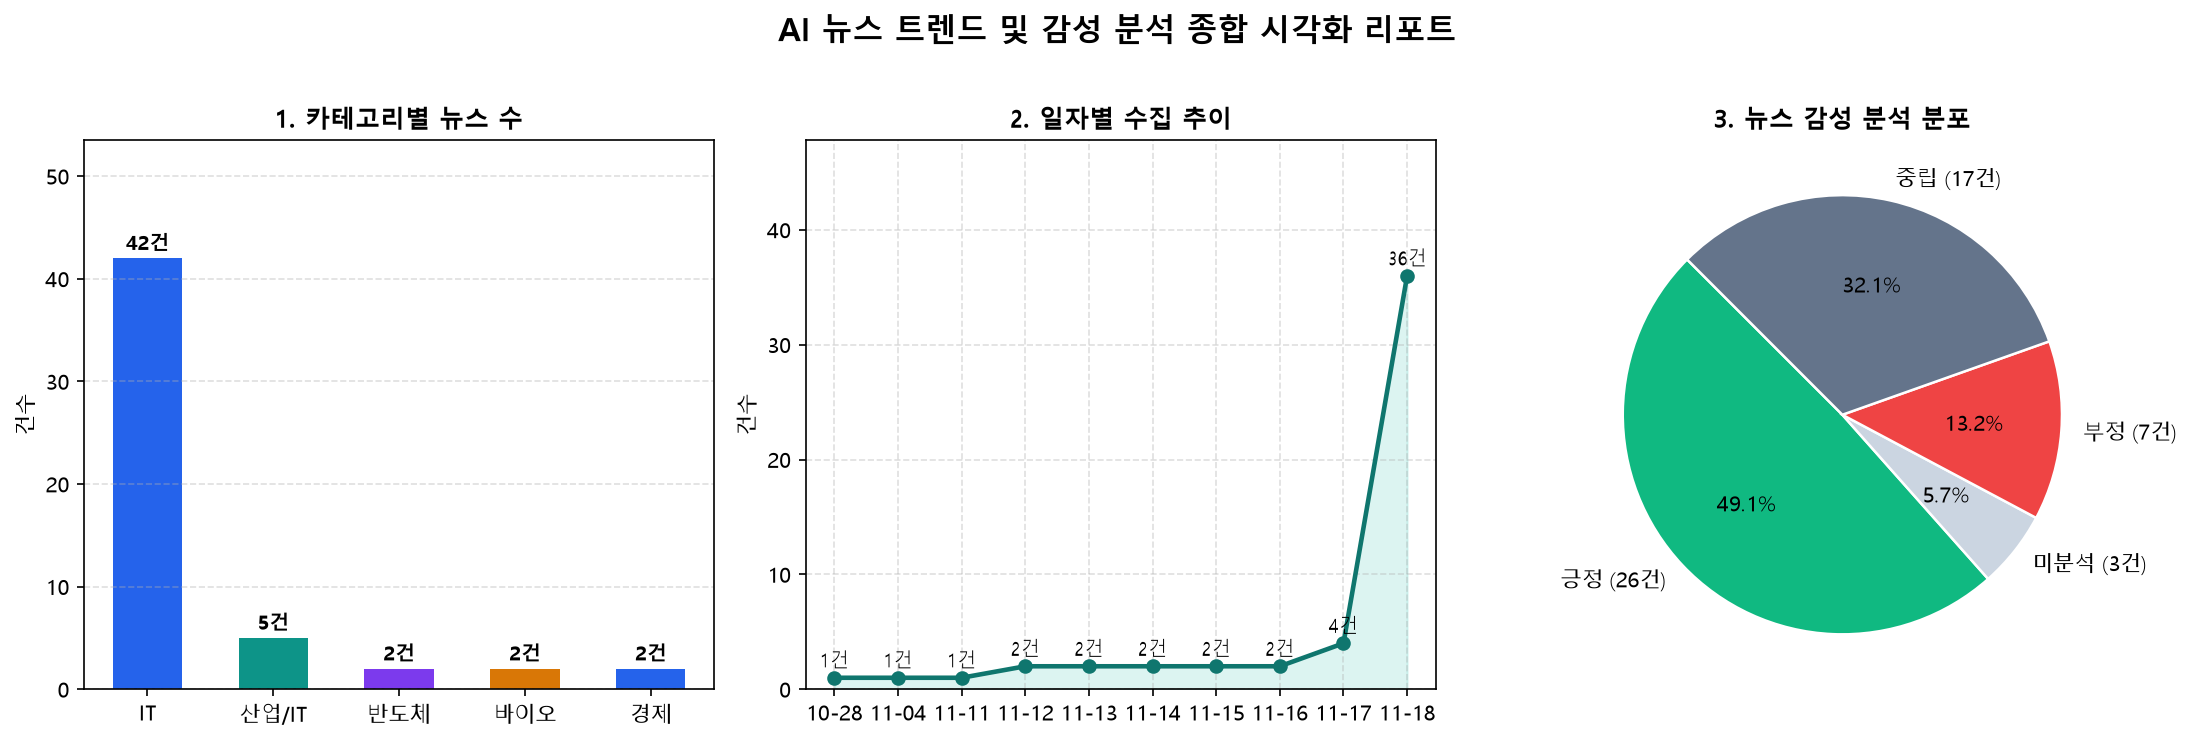 AI 뉴스 트렌드 및 감성 분석 종합 시각화 리포트
1. 카테고리별 뉴스 수
건수
50
40
30
20
10
0
42건
5건
2건
2건
2건
IT
산업/IT
반도체
바이오
경제
2. 일자별 수집 추이
건수
40
30
20
10
0
1건
1건
1건
2건
2건
2건
2건
2건
4건
36건
10-28
11-04
11-11
11-12
11-13
11-14
11-15
11-16
11-17
11-18
3. 뉴스 감성 분석 분포
중립 (17건)
32.1%
부정 (7건)
13.2%
미분석 (3건)
5.7%
긍정 (26건)
49.1%